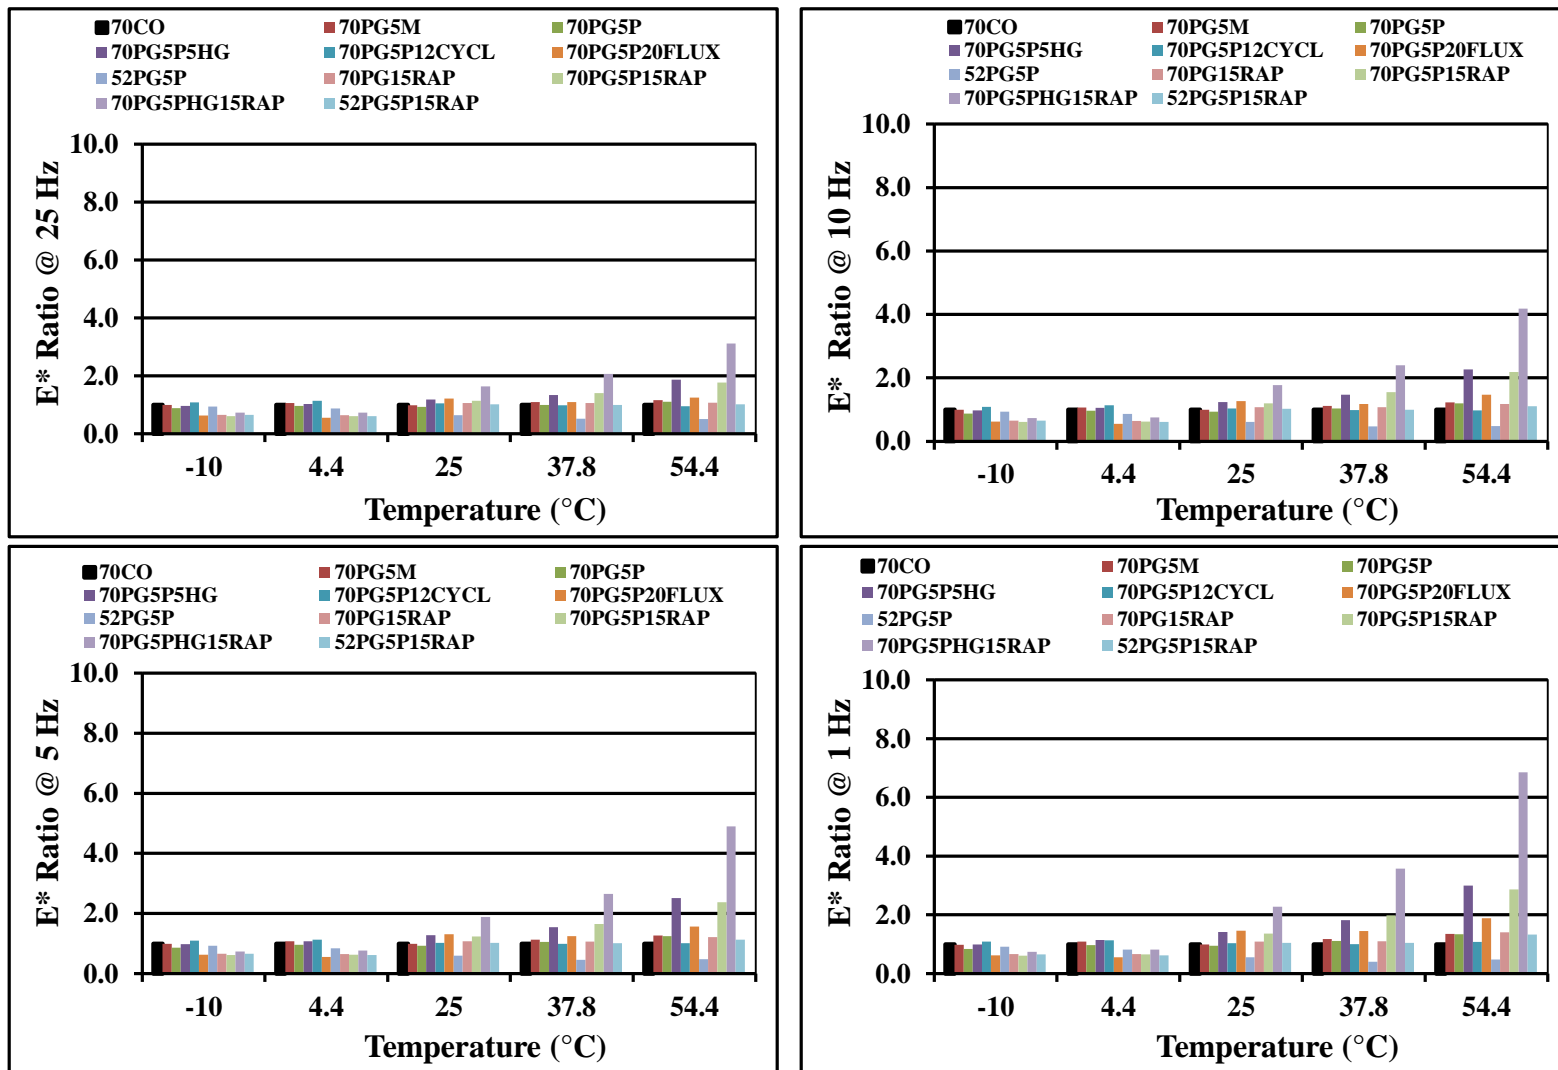 70CO 70PG5M 70PG5P
70PG5P5HG 70PG5P12CYCL 70PG5P20FLUX
52PG5P 70PG15RAP 70PG5P15RAP
70PG5PHG15RAP 52PG5P15RAP
E* Ratio @ 25 Hz
10.0
8.0
6.0
4.0
2.0
0.0
-10 4.4 25 37.8 54.4
Temperature (°C)
70CO 70PG5M 70PG5P
70PG5P5HG 70PG5P12CYCL 70PG5P20FLUX
52PG5P 70PG15RAP 70PG5P15RAP
70PG5PHG15RAP 52PG5P15RAP
E* Ratio @ 10 Hz
10.0
8.0
6.0
4.0
2.0
0.0
-10 4.4 25 37.8 54.4
Temperature (°C)
70CO 70PG5M 70PG5P
70PG5P5HG 70PG5P12CYCL 70PG5P20FLUX
52PG5P 70PG15RAP 70PG5P15RAP
70PG5PHG15RAP 52PG5P15RAP
E* Ratio @ 5 Hz
10.0
8.0
6.0
4.0
2.0
0.0
-10 4.4 25 37.8 54.4
Temperature (°C)
70CO 70PG5M 70PG5P
70PG5P5HG 70PG5P12CYCL 70PG5P20FLUX
52PG5P 70PG15RAP 70PG5P15RAP
70PG5PHG15RAP 52PG5P15RAP
E* Ratio @ 1 Hz
10.0
8.0
6.0
4.0
2.0
0.0
-10 4.4 25 37.8 54.4
Temperature (°C)